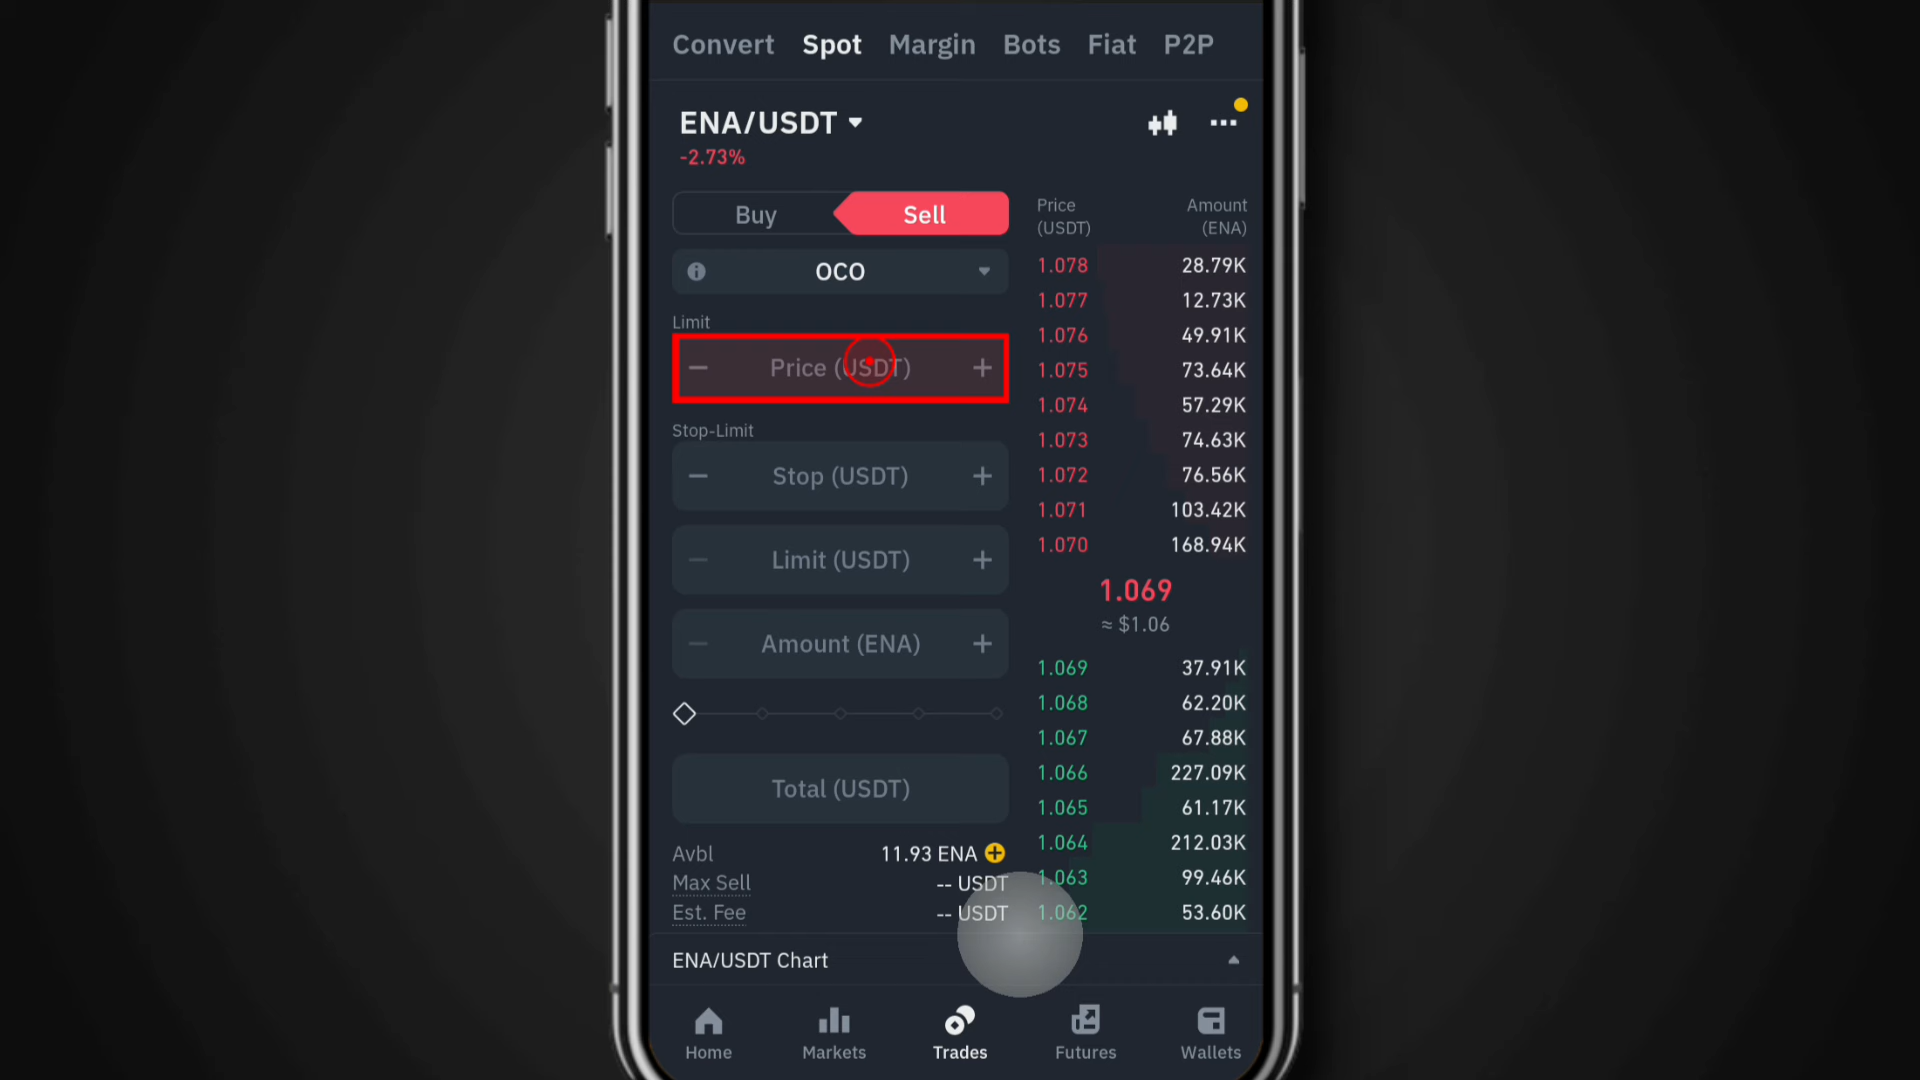 Convert Spot Margin Bots Fiat P2P
ENA/USDT
-2.73%
Buy Sell
OCO
Limit
− Price (USDT) +
Stop-Limit
− Stop (USDT) +
− Limit (USDT) +
− Amount (ENA) +
Total (USDT)
Avbl 11.93 ENA
Max Sell -- USDT
Est. Fee -- USDT
Price Amount
(USDT) (ENA)
1.078 28.79K
1.077 12.73K
1.076 49.91K
1.075 73.64K
1.074 57.29K
1.073 74.63K
1.072 76.56K
1.071 103.42K
1.070 168.94K
1.069
≈ $1.06
1.069 37.91K
1.068 62.20K
1.067 67.88K
1.066 227.09K
1.065 61.17K
1.064 212.03K
1.063 99.46K
1.062 53.60K
ENA/USDT Chart
Home Markets Trades Futures Wallets